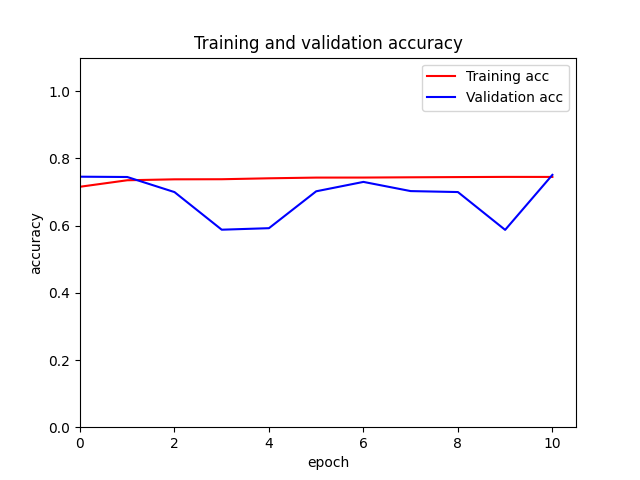 Training and validation accuracy
Training acc
Validation acc
1.0
0.8
0.6
0.4
0.2
0.0
accuracy
0 2 4 6 8 10
epoch